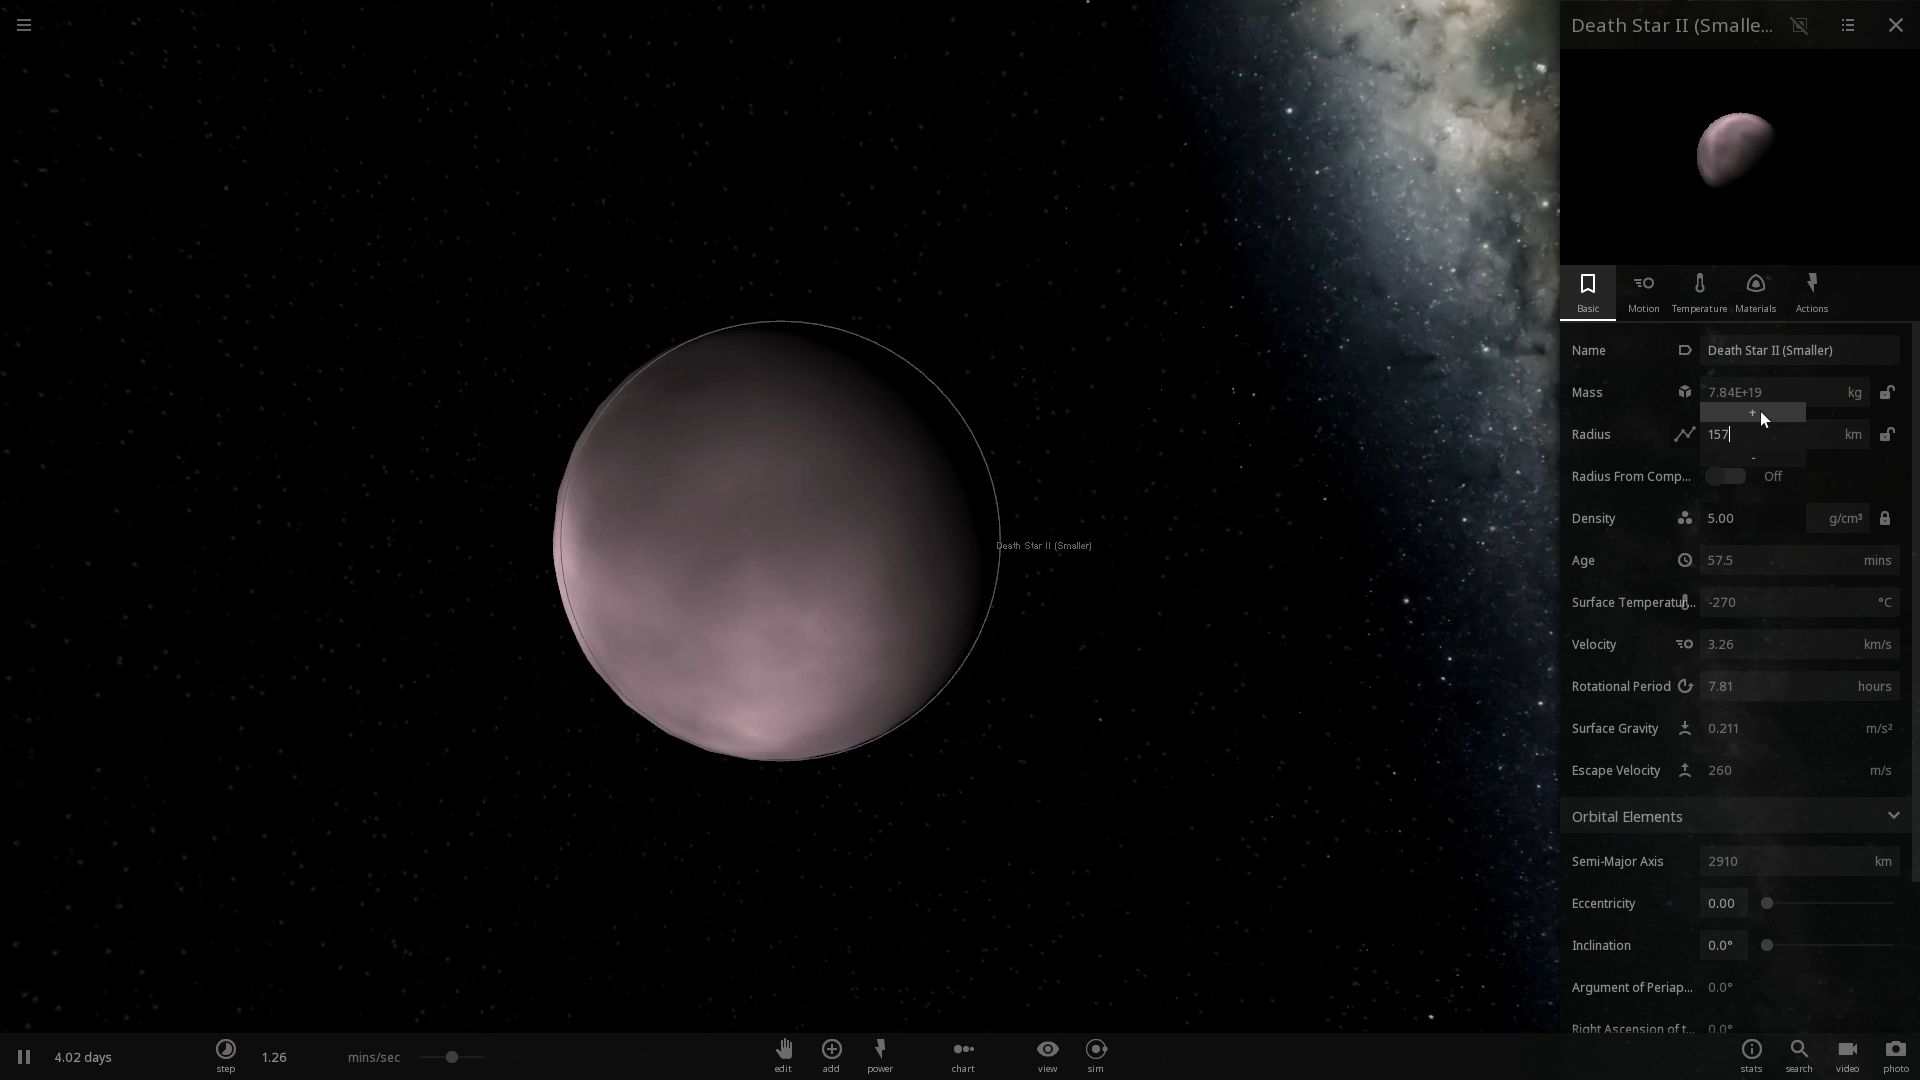 Death Star II (Smalle...
Basic
Motion
Temperature
Materials
Actions
Name Death Star II (Smaller)
Mass 7.84E+19 kg
+
Radius 157 km
-
Radius From Comp... Off
Density 5.00 g/cm³
Age 57.5 mins
Surface Temperatur... -270 °C
Velocity 3.26 km/s
Rotational Period 7.81 hours
Surface Gravity 0.211 m/s²
Escape Velocity 260 m/s
Orbital Elements
Semi-Major Axis 2910 km
Eccentricity 0.00
Inclination 0.0°
Argument of Periap... 0.0°
Right Ascension of t... 0.0°
Death Star II (Smaller)
4.02 days
step
1.26 mins/sec
edit
add
power
chart
view
sim
stats
search
video
photo